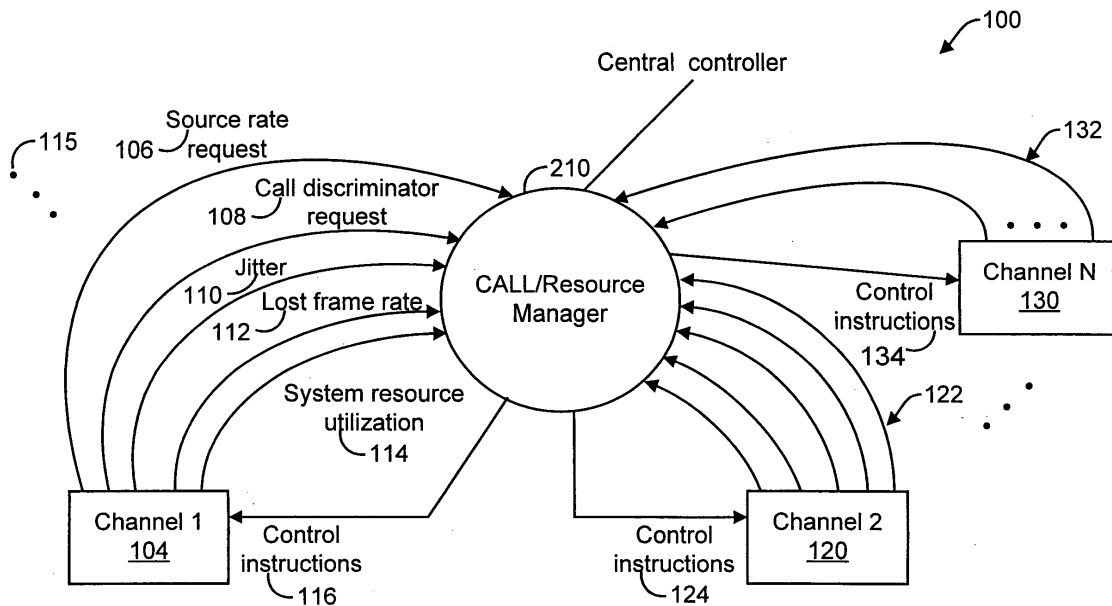 100
Central controller
Source rate
106 request
115
132
210
Call discriminator
108 request
Jitter
110
Lost frame rate
112
CALL/Resource
Manager
Channel N
130
Control
instructions
134
System resource
utilization
114
122
Channel 1
104
Control
instructions
116
Control
instructions
124
Channel 2
120